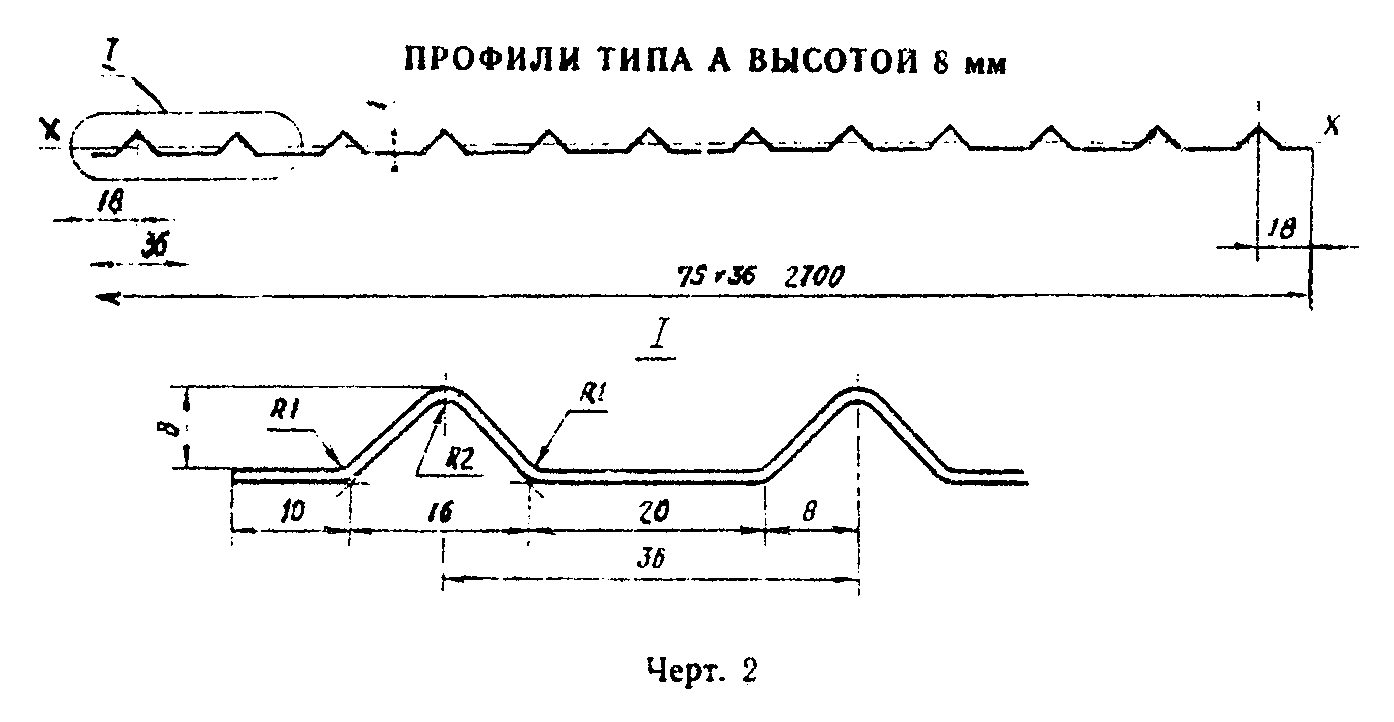 I
ПРОФИЛИ ТИПА А ВЫСОТОЙ 8 мм
X X
18
36
18
75 × 36 2700
I
8
R1
R2
R1
10 16 20 8
36
Черт. 2